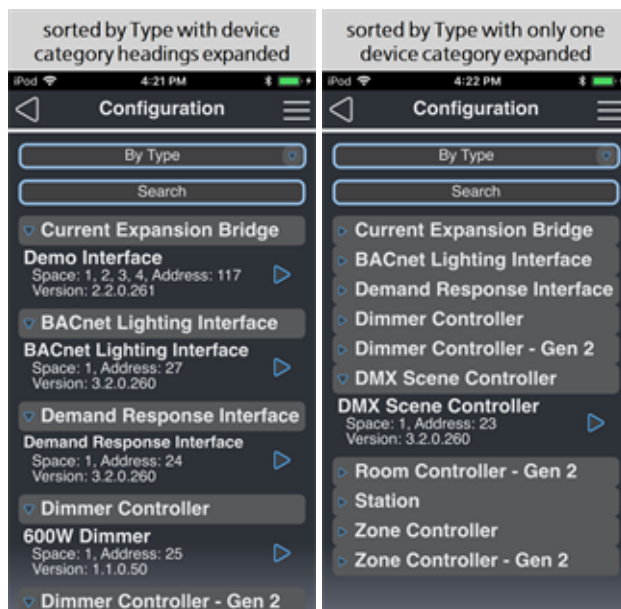 sorted by Type with device
category headings expanded
iPod 4:21 PM
Configuration
By Type
Search
Current Expansion Bridge
Demo Interface
Space: 1, 2, 3, 4, Address: 117
Version: 2.2.0.261
BACnet Lighting Interface
BACnet Lighting Interface
Space: 1, Address: 27
Version: 3.2.0.260
Demand Response Interface
Demand Response Interface
Space: 1, Address: 24
Version: 3.2.0.260
Dimmer Controller
600W Dimmer
Space: 1, Address: 25
Version: 1.1.0.50
Dimmer Controller - Gen 2
sorted by Type with only one
device category expanded
iPod 4:22 PM
Configuration
By Type
Search
Current Expansion Bridge
BACnet Lighting Interface
Demand Response Interface
Dimmer Controller
Dimmer Controller - Gen 2
DMX Scene Controller
DMX Scene Controller
Space: 1, Address: 23
Version: 3.2.0.260
Room Controller - Gen 2
Station
Zone Controller
Zone Controller - Gen 2